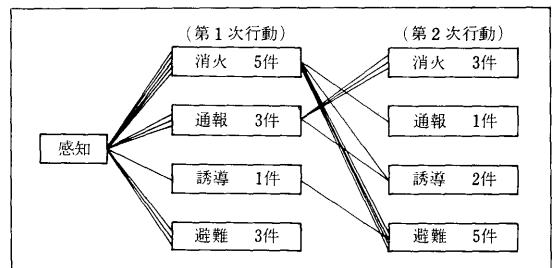 (第1次行動) (第2次行動)
消火 5件 消火 3件
通報 3件 通報 1件
感知
誘導 1件 誘導 2件
避難 3件 避難 5件